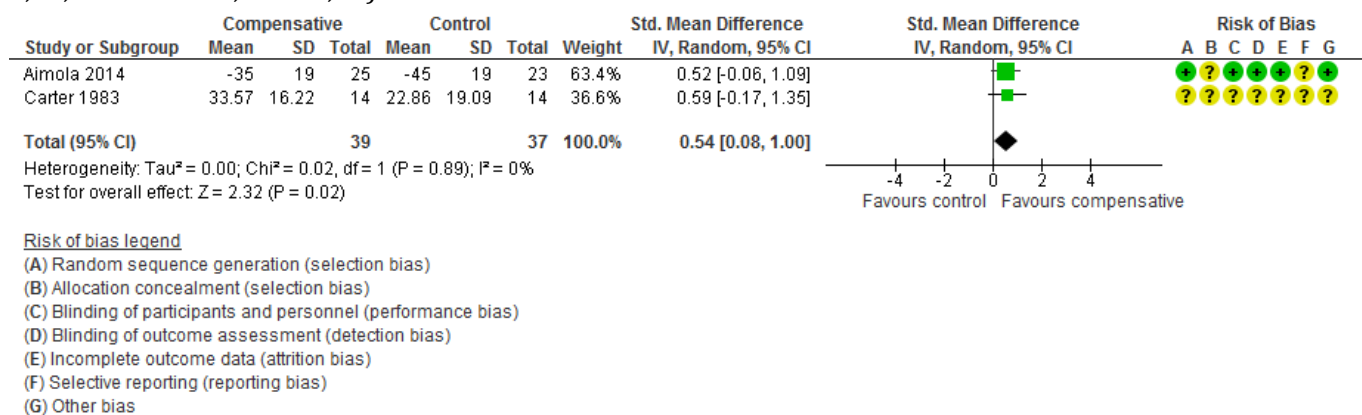 Compensative Control Std. Mean Difference Std. Mean Difference Risk of Bias
Study or Subgroup Mean SD Total Mean SD Total Weight IV, Random, 95% CI IV, Random, 95% CI A B C D E F G
Aimola 2014 -35 19 25 -45 19 23 63.4% 0.52 [-0.06, 1.09] + ? + + + ? +
Carter 1983 33.57 16.22 14 22.86 19.09 14 36.6% 0.59 [-0.17, 1.35] ? ? ? ? ? ? ?
Total (95% CI) 39 37 100.0% 0.54 [0.08, 1.00]
Heterogeneity: Tau² = 0.00; Chi² = 0.02, df = 1 (P = 0.89); I² = 0%
Test for overall effect: Z = 2.32 (P = 0.02)
-4 -2 0 2 4
Favours control Favours compensative
Risk of bias legend
(A) Random sequence generation (selection bias)
(B) Allocation concealment (selection bias)
(C) Blinding of participants and personnel (performance bias)
(D) Blinding of outcome assessment (detection bias)
(E) Incomplete outcome data (attrition bias)
(F) Selective reporting (reporting bias)
(G) Other bias